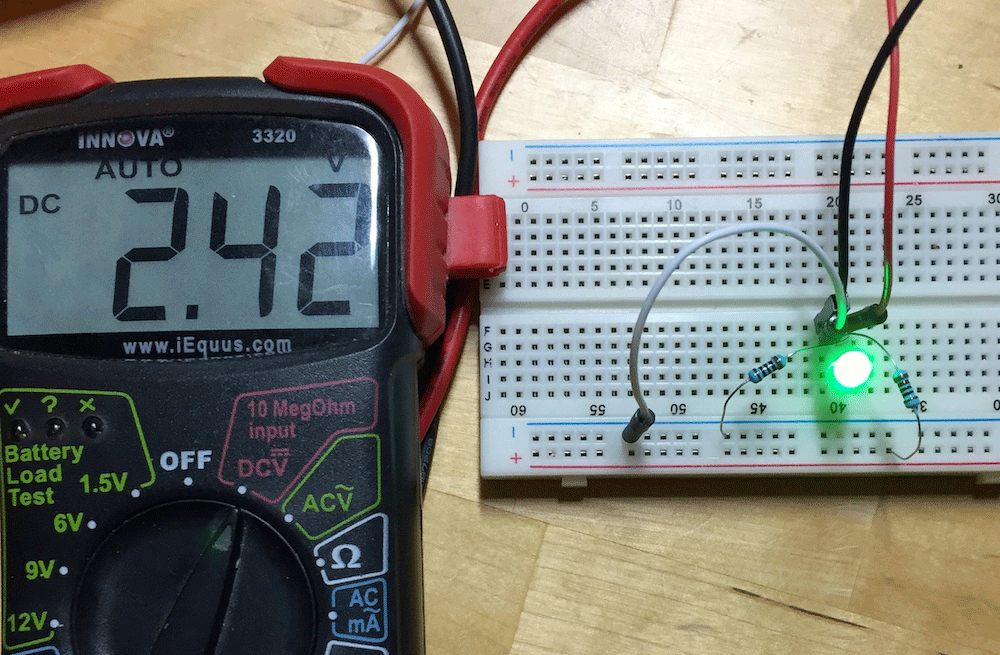 INNOVA® 3320
AUTO V
DC 2.42
www.iEquus.com
✓ ? ✗
Battery
Load
Test
1.5V
6V
9V
12V
OFF
10 MegOhm
input
DCV
ACV
Ω
AC
mA
I
+
0 5 10 15 20 25 30
E
F
G
H
I
J
60 55 50 45 40
I
+